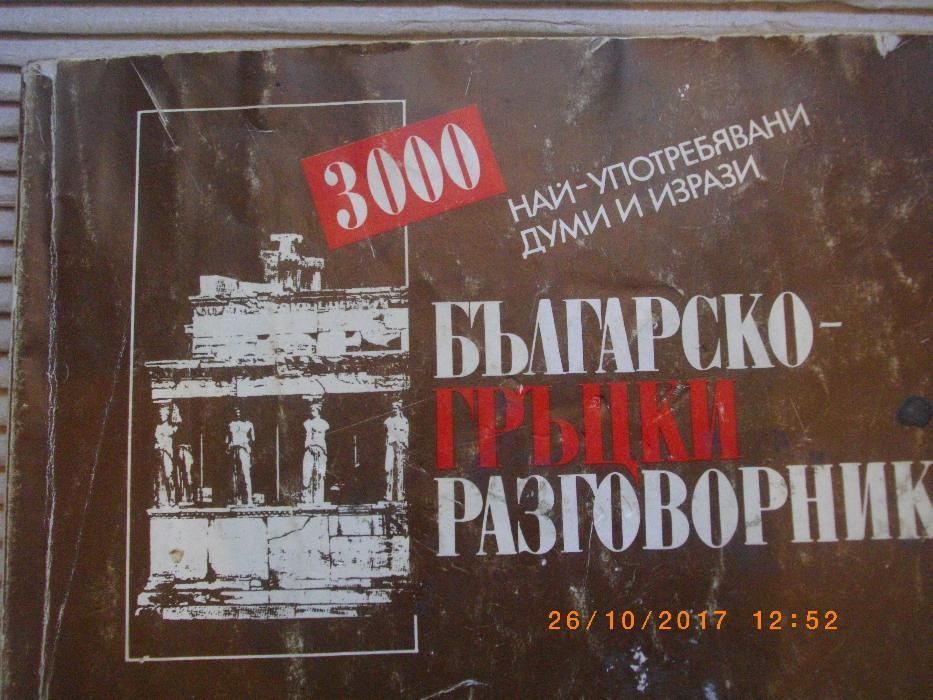 3000
НАЙ-УПОТРЕБЯВАНИ
ДУМИ И ИЗРАЗИ
БЪЛГАРСКО-
ГРЪЦКИ
РАЗГОВОРНИК
26/10/2017 12:52